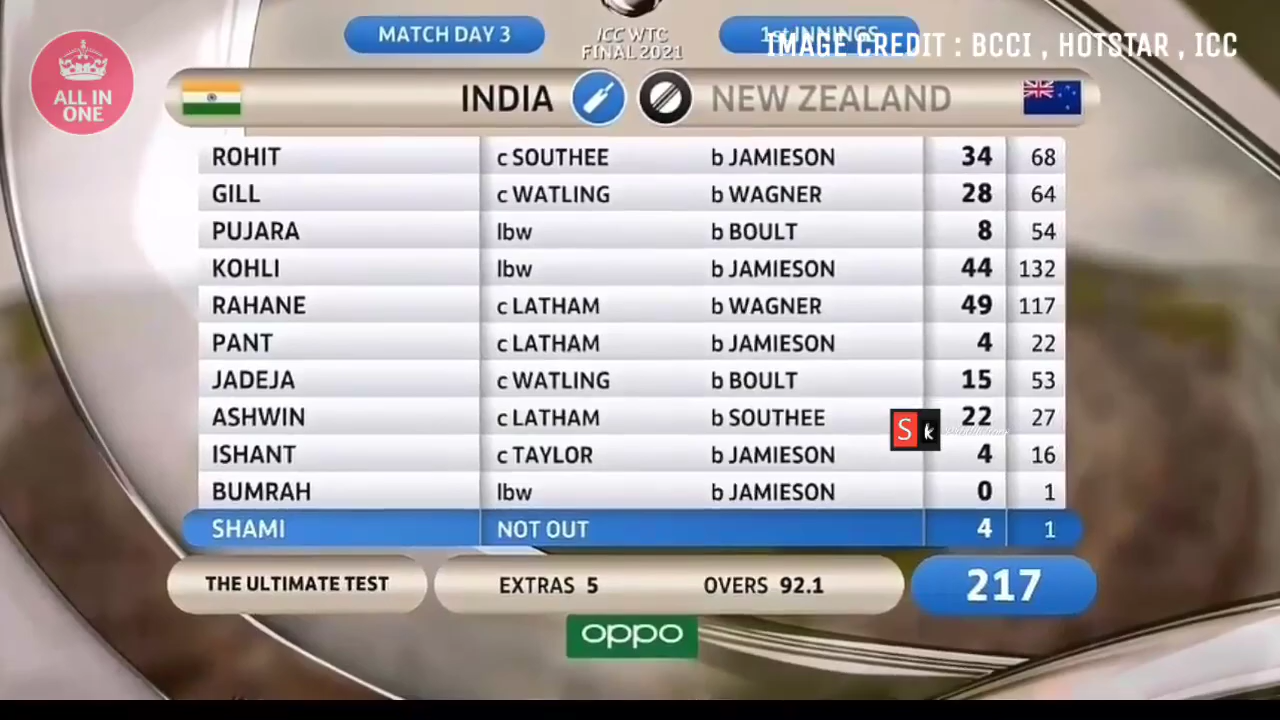 MATCH DAY 3
ICC WTC
FINAL 2021
1st INNINGS
IMAGE CREDIT : BCCI , HOTSTAR , ICC
ALL IN
ONE
INDIA NEW ZEALAND
ROHIT c SOUTHEE b JAMIESON 34 68
GILL c WATLING b WAGNER 28 64
PUJARA lbw b BOULT 8 54
KOHLI lbw b JAMIESON 44 132
RAHANE c LATHAM b WAGNER 49 117
PANT c LATHAM b JAMIESON 4 22
JADEJA c WATLING b BOULT 15 53
ASHWIN c LATHAM b SOUTHEE 22 27
S k
ISHANT c TAYLOR b JAMIESON 4 16
BUMRAH lbw b JAMIESON 0 1
SHAMI NOT OUT 4 1
THE ULTIMATE TEST EXTRAS 5 OVERS 92.1 217
oppo